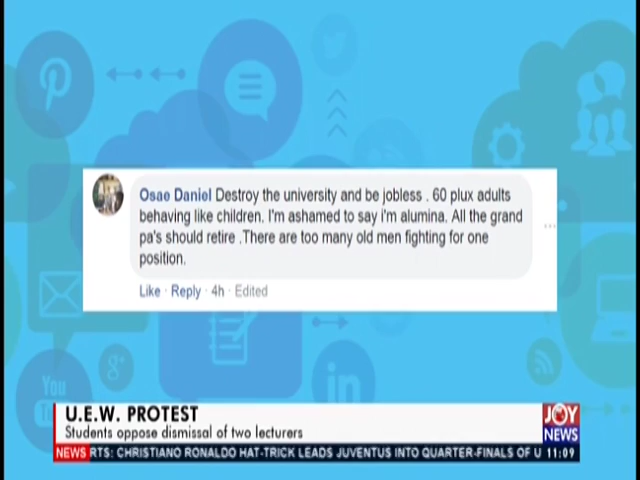 Osao Daniel Destroy the university and be jobless . 60 plux adults
behaving like children. I'm ashamed to say i'm alumina. All the grand
pa's should retire .There are too many old men fighting for one
position.
Like · Reply · 4h · Edited
You
g+
in
U.E.W. PROTEST
Students oppose dismissal of two lecturers
JOY
NEWS
NEWS RTS: CHRISTIANO RONALDO HAT-TRICK LEADS JUVENTUS INTO QUARTER-FINALS OF U 11:09